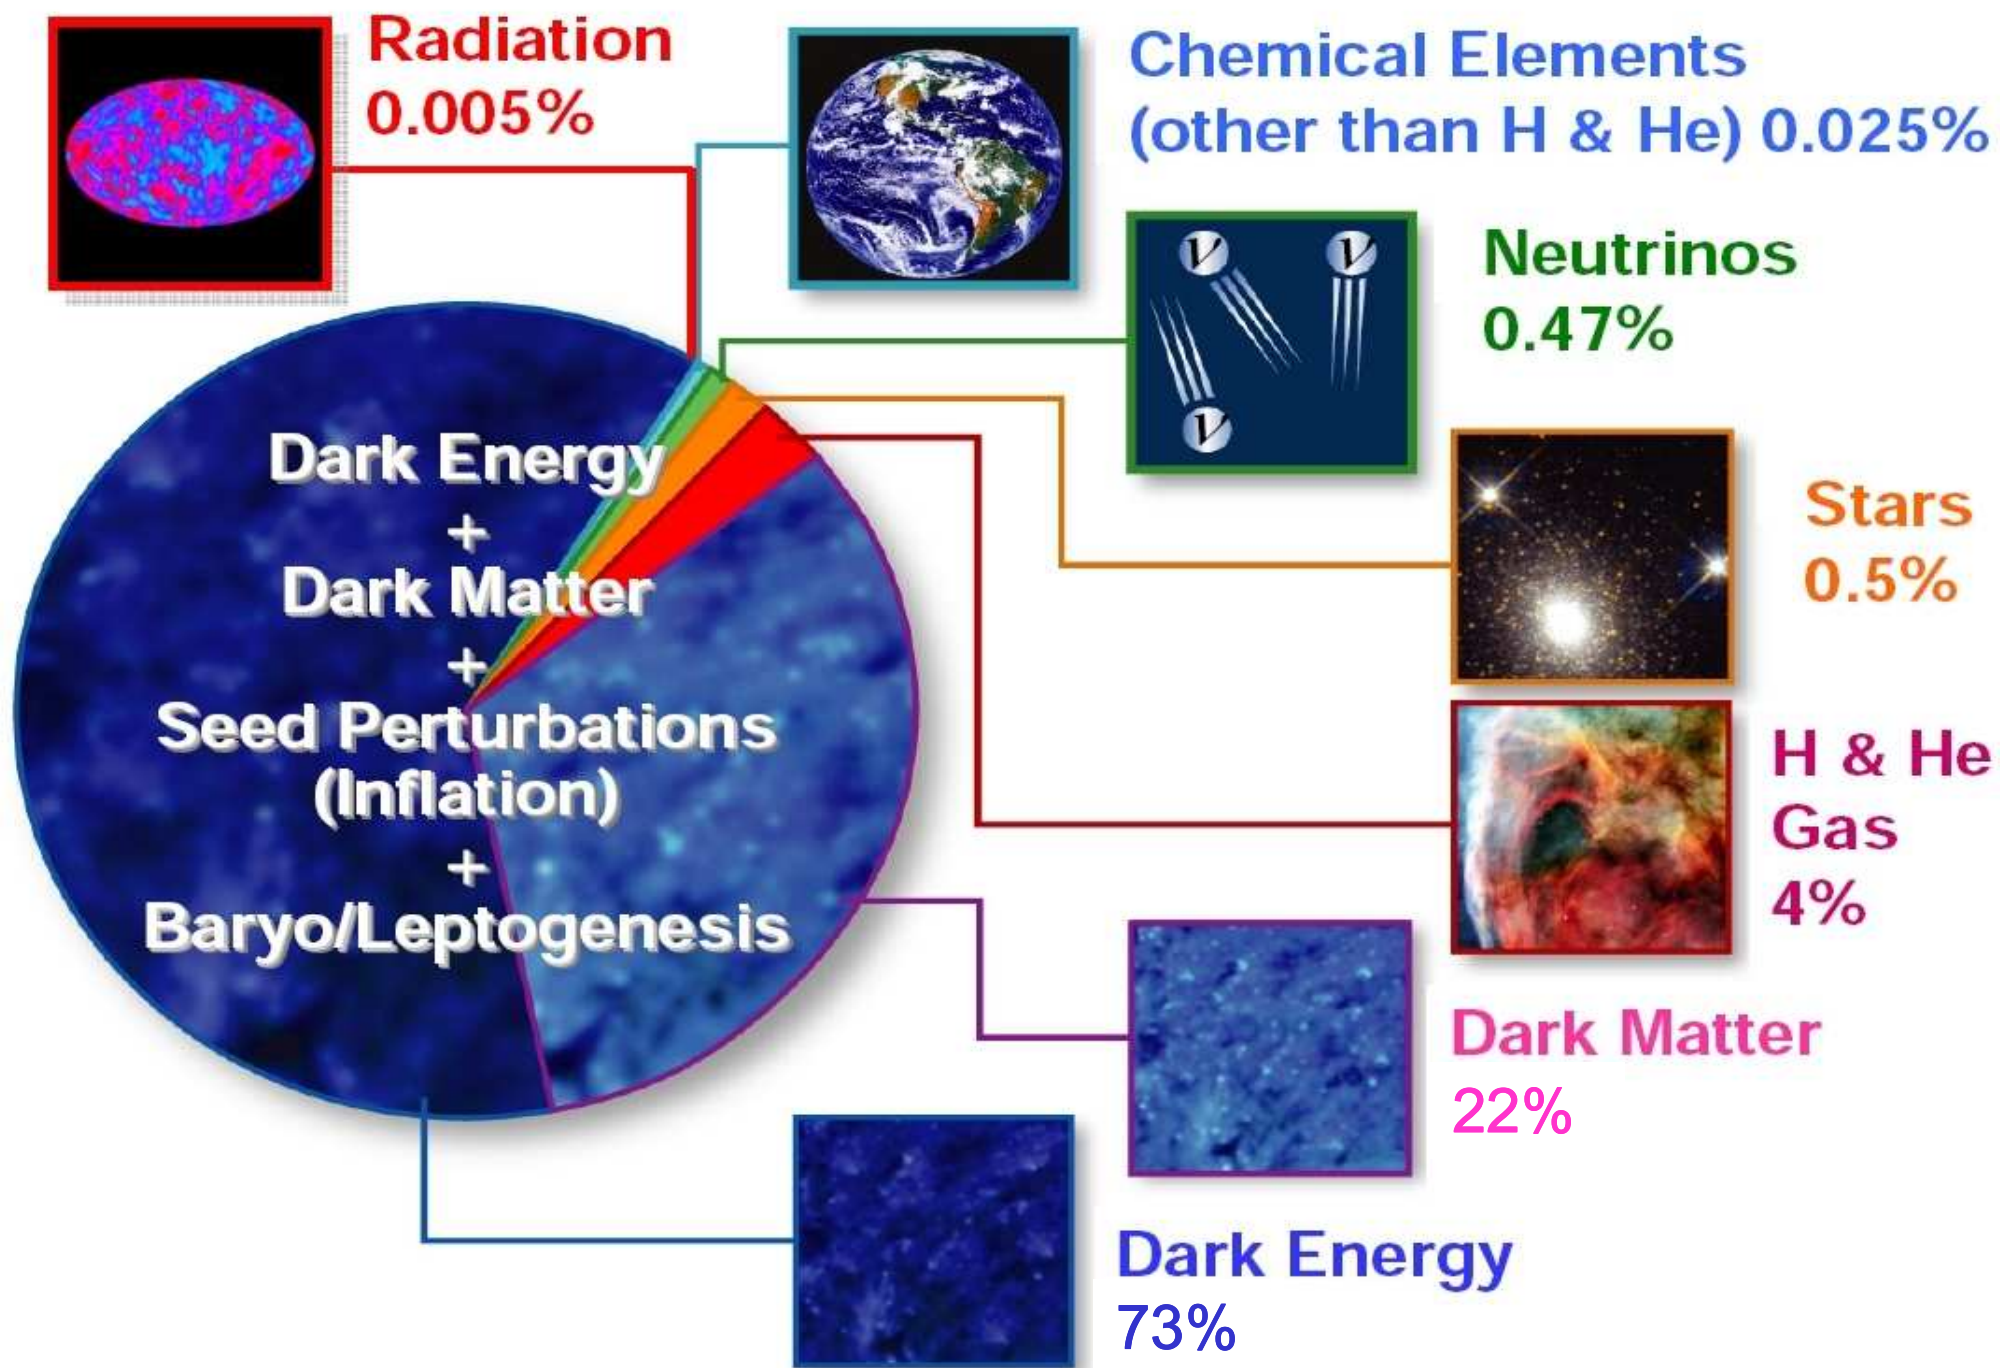 Radiation
0.005%
Chemical Elements
(other than H & He) 0.025%
Neutrinos
0.47%
Stars
0.5%
H & He
Gas
4%
Dark Matter
22%
Dark Energy
73%
Dark Energy
+
Dark Matter
+
Seed Perturbations
(Inflation)
+
Baryo/Leptogenesis
ν
ν
ν